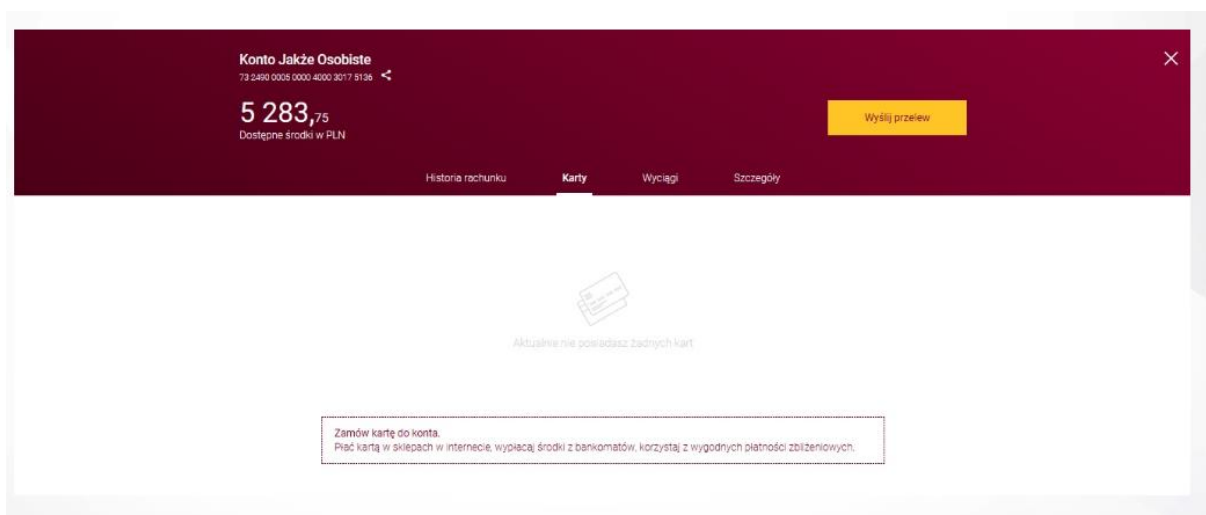 Konto Jakże Osobiste
73 2490 0005 0000 4000 3017 5136
5 283,75
Dostępne środki w PLN
Wyślij przelew
Historia rachunku Karty Wyciągi Szczegóły
Aktualnie nie posiadasz żadnych kart
Zamów kartę do konta.
Płać kartą w sklepach w internecie, wypłacaj środki z bankomatów, korzystaj z wygodnych płatności zbliżeniowych.